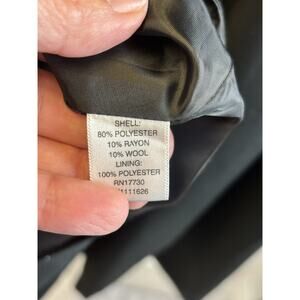 SHELL:
80% POLYESTER
10% RAYON
10% WOOL
LINING:
100% POLYESTER
RN17730